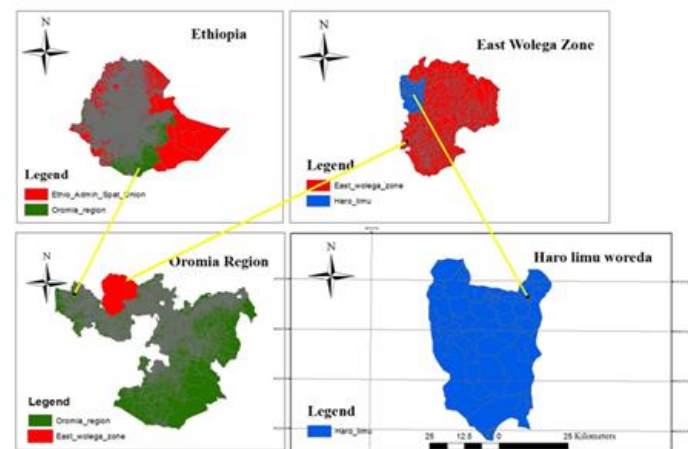 N
Ethiopia
Legend
Ethio_Admin_Spat_Union
Oromia_region
N
East Wolega Zone
Legend
East_wolega_zone
Haro_limu
N
Oromia Region
Legend
Oromia_region
East_wolega_zone
N
Haro limu woreda
Legend
Haro_limu
25 12.5 0 25 Kilometers